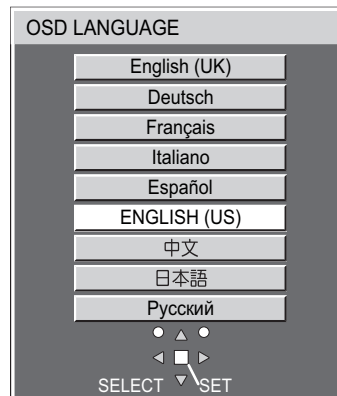 OSD LANGUAGE
English (UK)
Deutsch
Français
Italiano
Español
ENGLISH (US)
中文
日本語
Русский
SELECT SET